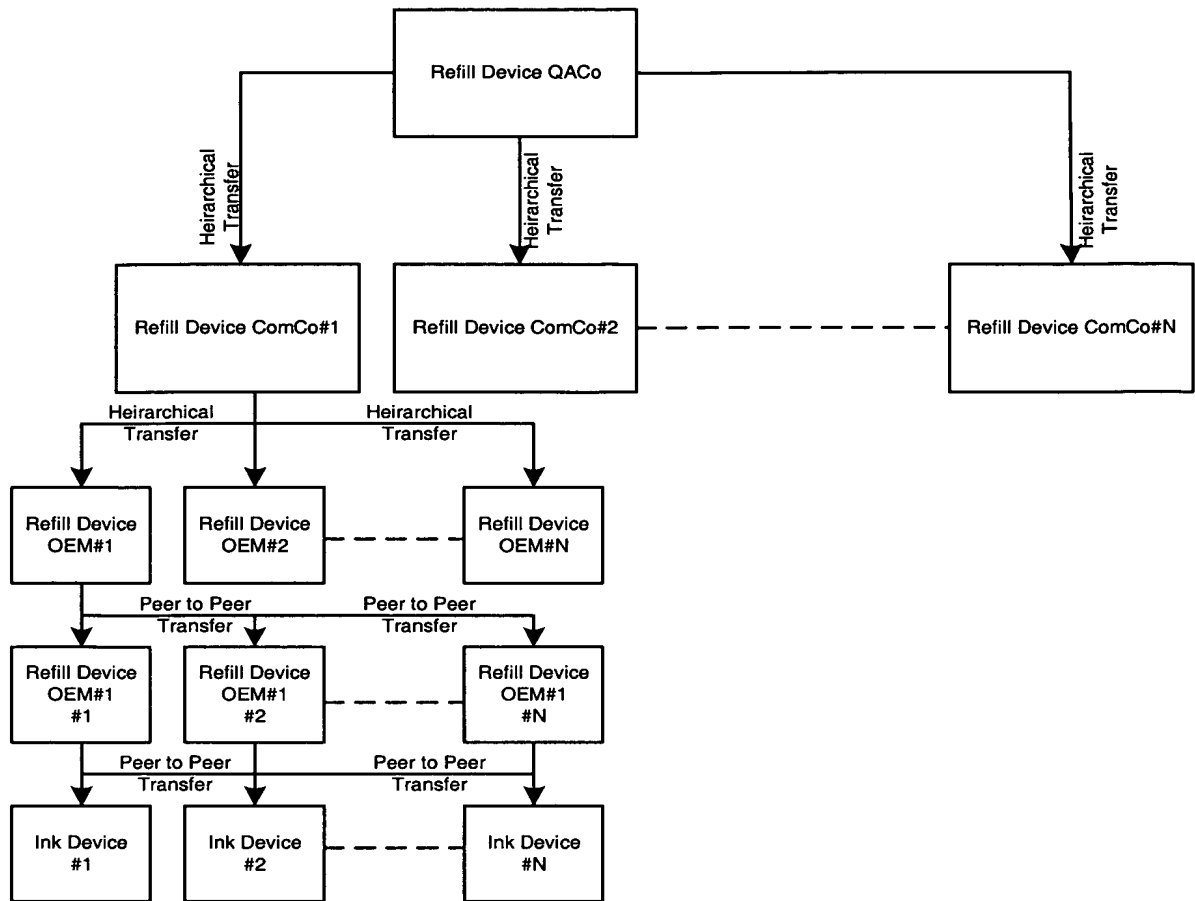 Refill Device QACo
Heirarchical
Transfer
Heirarchical
Transfer
Heirarchical
Transfer
Refill Device ComCo#1
Refill Device ComCo#2
Refill Device ComCo#N
Heirarchical
Transfer
Heirarchical
Transfer
Refill Device
OEM#1
Refill Device
OEM#2
Refill Device
OEM#N
Peer to Peer
Transfer
Peer to Peer
Transfer
Refill Device
OEM#1
#1
Refill Device
OEM#1
#2
Refill Device
OEM#1
#N
Peer to Peer
Transfer
Peer to Peer
Transfer
Ink Device
#1
Ink Device
#2
Ink Device
#N